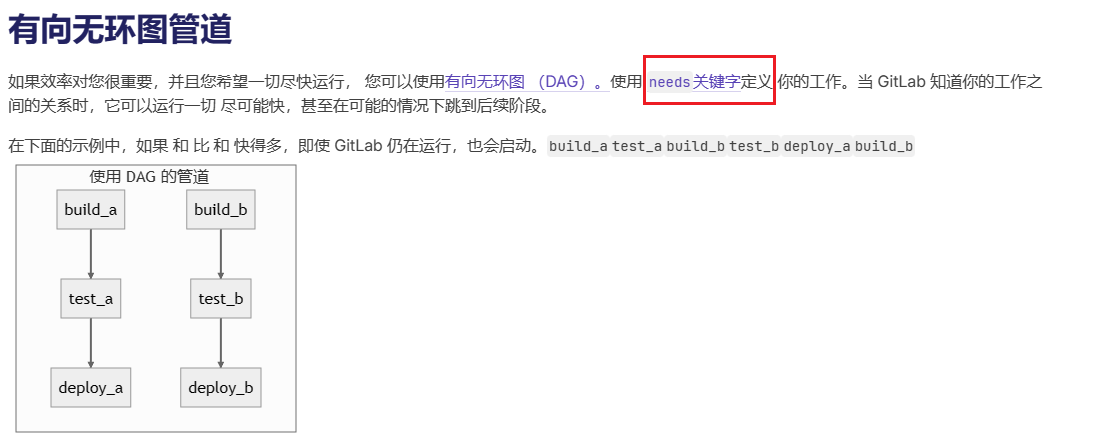 有向无环图管道
如果效率对您很重要，并且您希望一切尽快运行， 您可以使用有向无环图 （DAG）。使用 needs关键字定义 你的工作。当 GitLab 知道你的工作之
间的关系时，它可以运行一切 尽可能快，甚至在可能的情况下跳到后续阶段。
在下面的示例中，如果 和 比 和 快得多，即使 GitLab 仍在运行，也会启动。build_a test_a build_b test_b deploy_a build_b
使用 DAG 的管道
build_a build_b
test_a test_b
deploy_a deploy_b